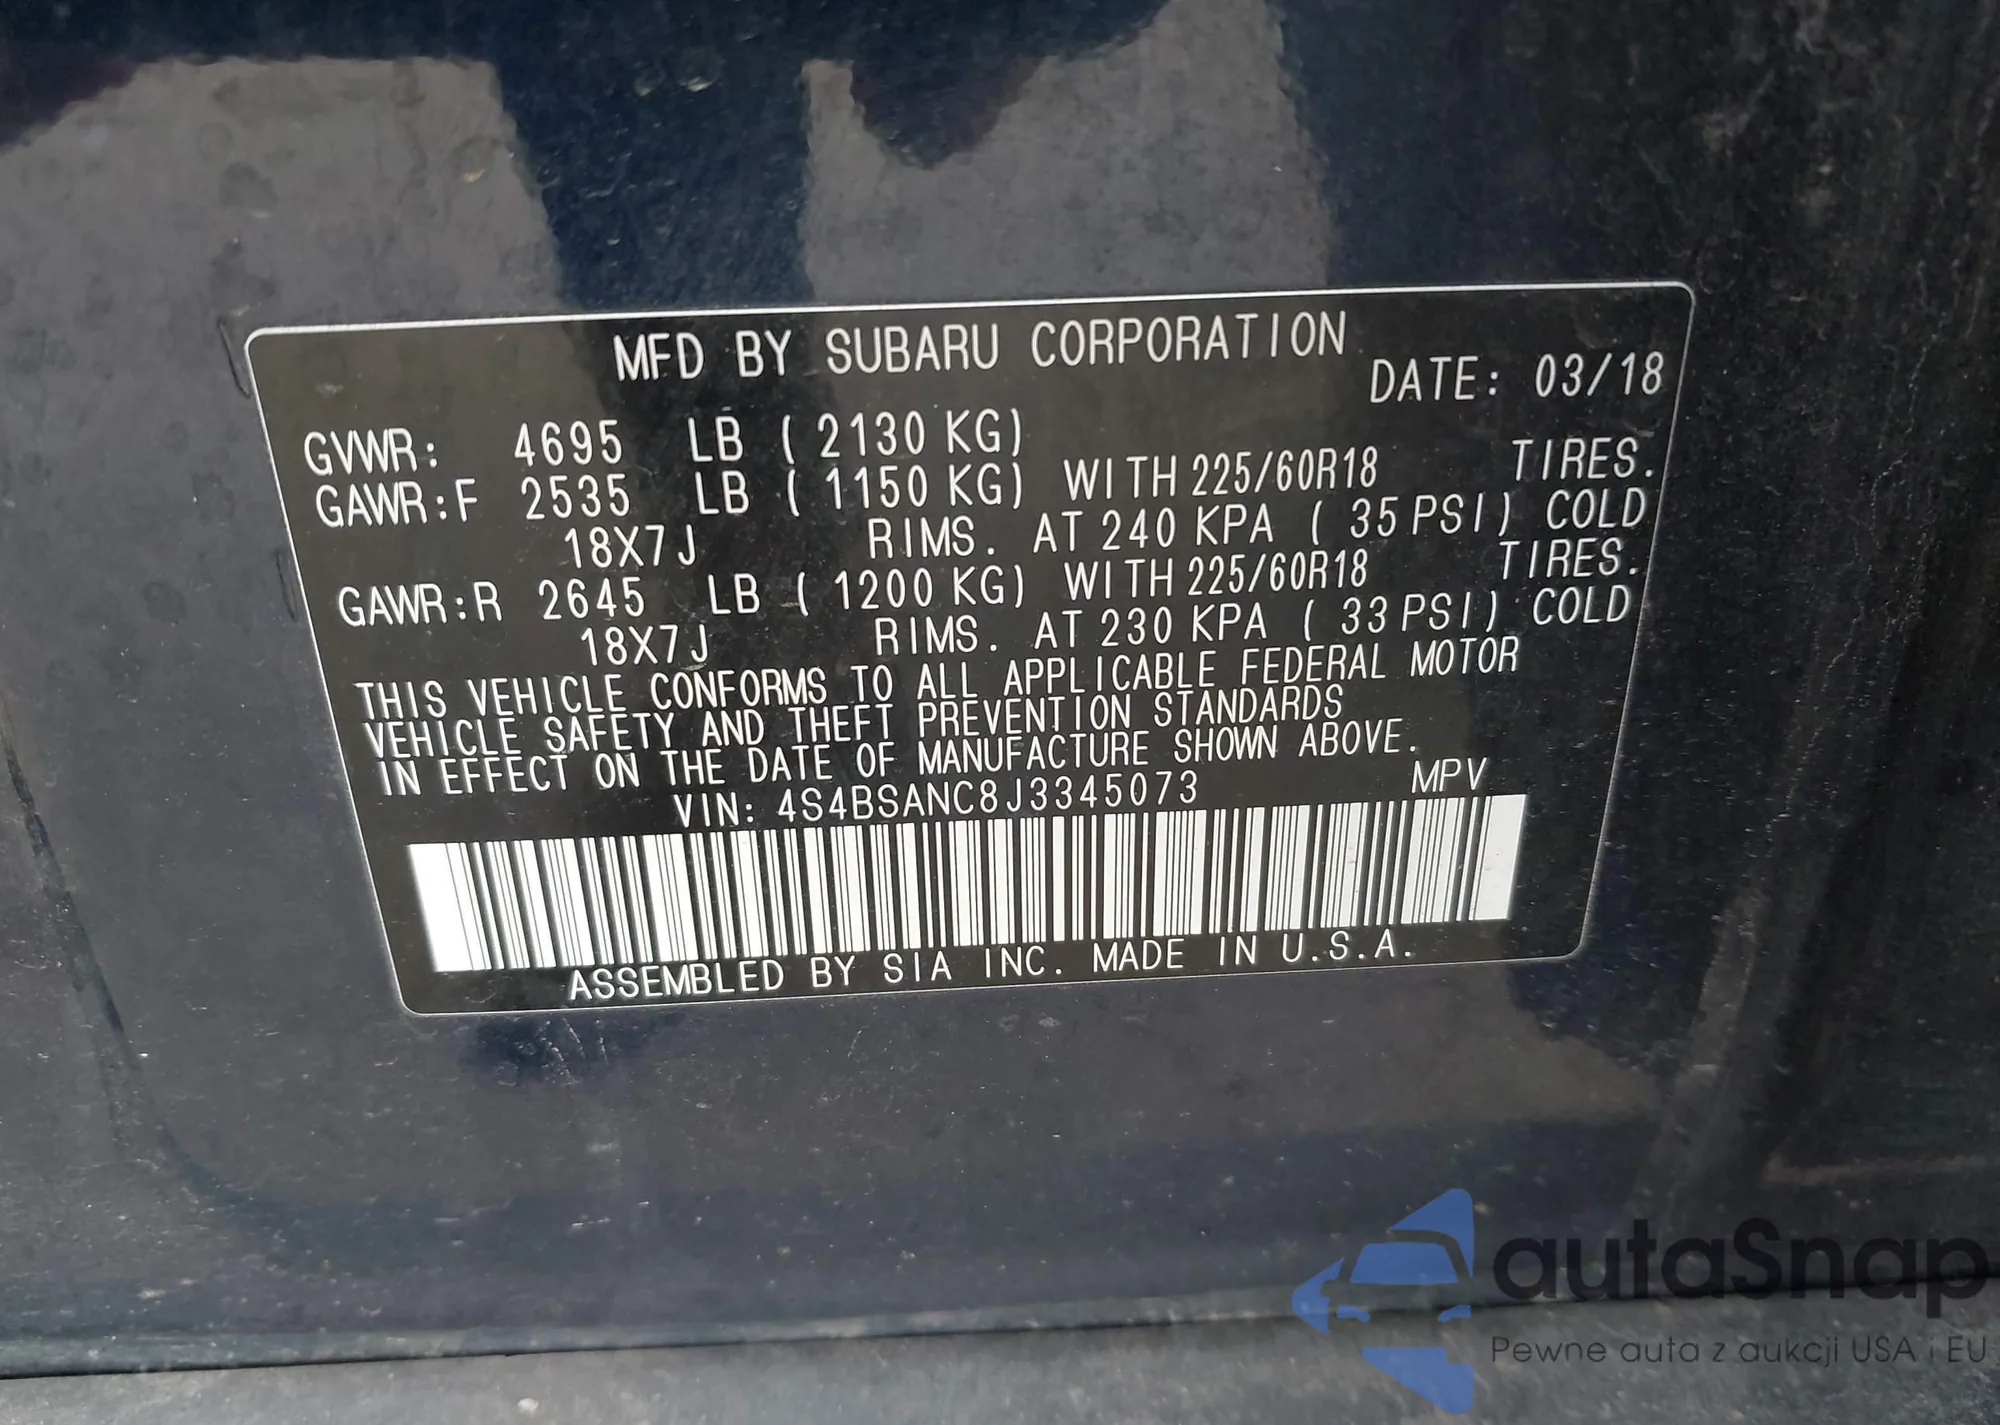 MFD BY SUBARU CORPORATION
DATE: 03/18
GVWR: 4695 LB ( 2130 KG)
GAWR:F 2535 LB ( 1150 KG) WITH 225/60R18 TIRES.
18X7J RIMS. AT 240 KPA ( 35 PSI) COLD
GAWR:R 2645 LB ( 1200 KG) WITH 225/60R18 TIRES.
18X7J RIMS. AT 230 KPA ( 33 PSI) COLD
THIS VEHICLE CONFORMS TO ALL APPLICABLE FEDERAL MOTOR
VEHICLE SAFETY AND THEFT PREVENTION STANDARDS
IN EFFECT ON THE DATE OF MANUFACTURE SHOWN ABOVE.
VIN: 4S4BSANC8J3345073 MPV
ASSEMBLED BY SIA INC. MADE IN U.S.A.
autaSnap
Pewne auta z aukcji USA i EU